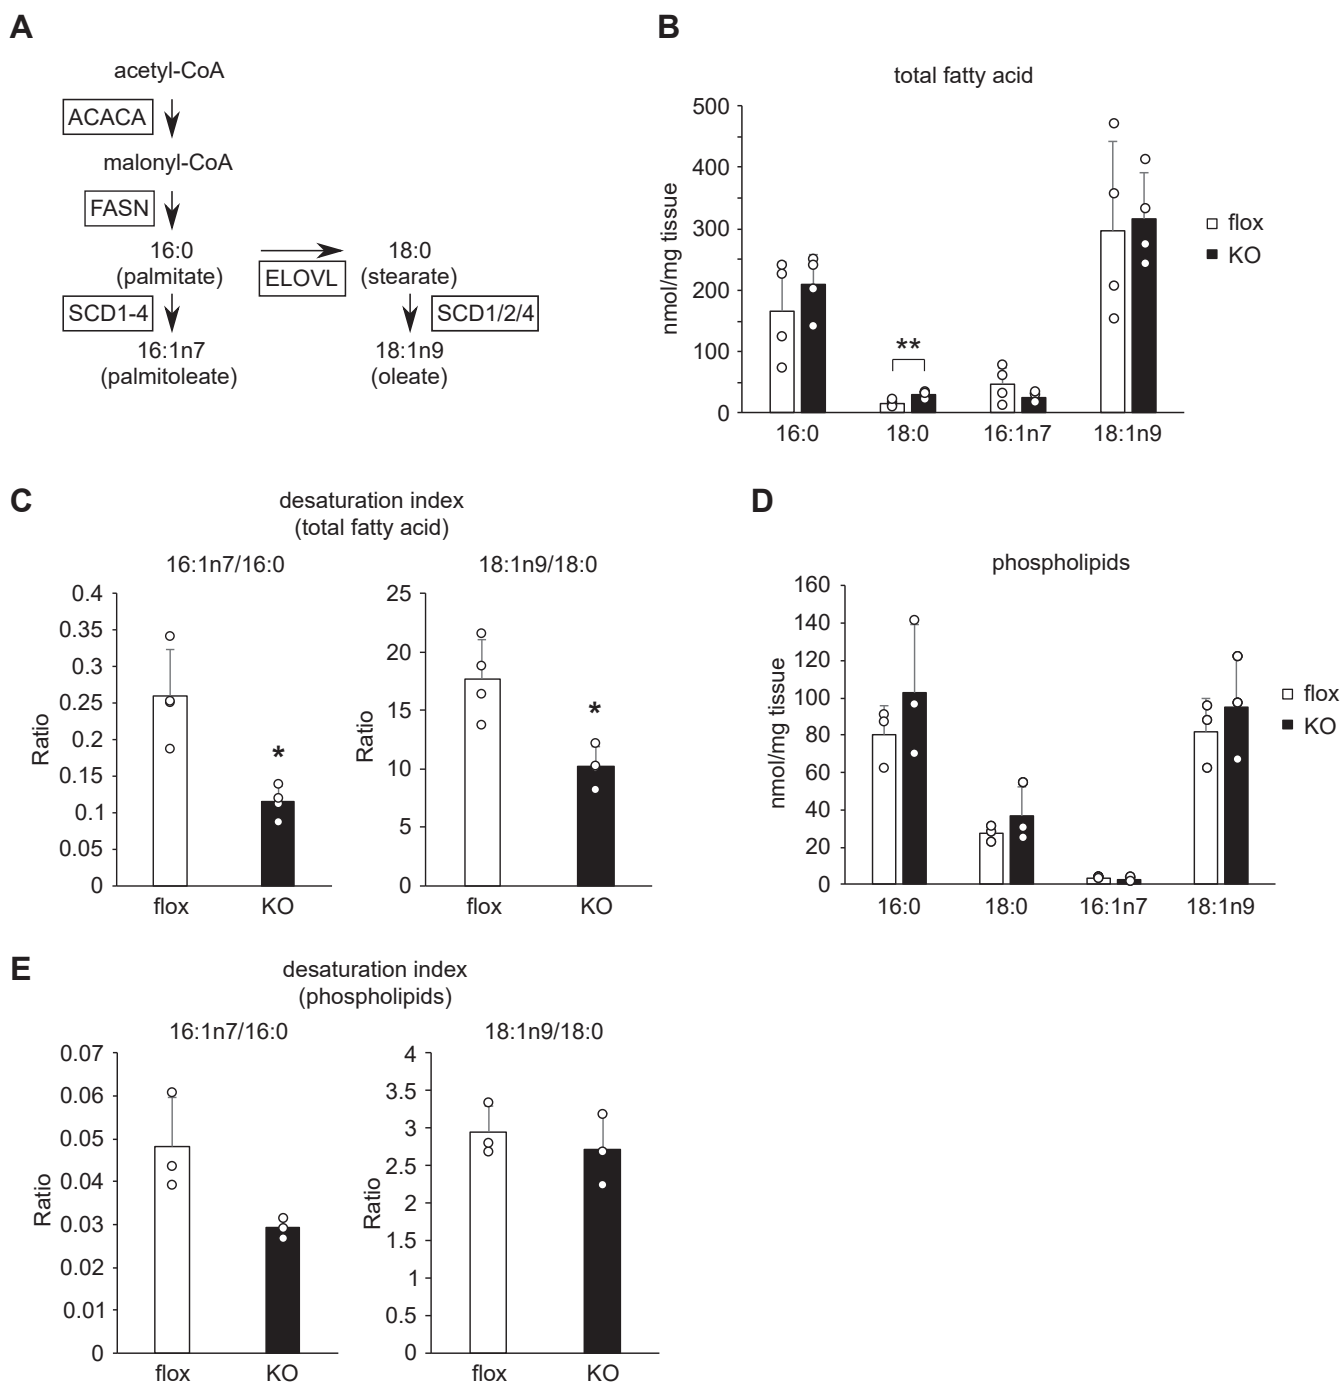 A
acetyl-CoA
ACACA
malonyl-CoA
FASN
16:0
(palmitate)
ELOVL
18:0
(stearate)
SCD1-4
SCD1/2/4
16:1n7
(palmitoleate)
18:1n9
(oleate)
B
total fatty acid
nmol/mg tissue
500
400
300
200
100
0
**
16:0
18:0
16:1n7
18:1n9
flox
KO
C
desaturation index
(total fatty acid)
16:1n7/16:0
Ratio
0.4
0.35
0.3
0.25
0.2
0.15
0.1
0.05
0
*
flox
KO
18:1n9/18:0
Ratio
25
20
15
10
5
0
*
flox
KO
D
phospholipids
nmol/mg tissue
160
140
120
100
80
60
40
20
0
16:0
18:0
16:1n7
18:1n9
flox
KO
E
desaturation index
(phospholipids)
16:1n7/16:0
Ratio
0.07
0.06
0.05
0.04
0.03
0.02
0.01
0
flox
KO
18:1n9/18:0
Ratio
4
3.5
3
2.5
2
1.5
1
0.5
0
flox
KO